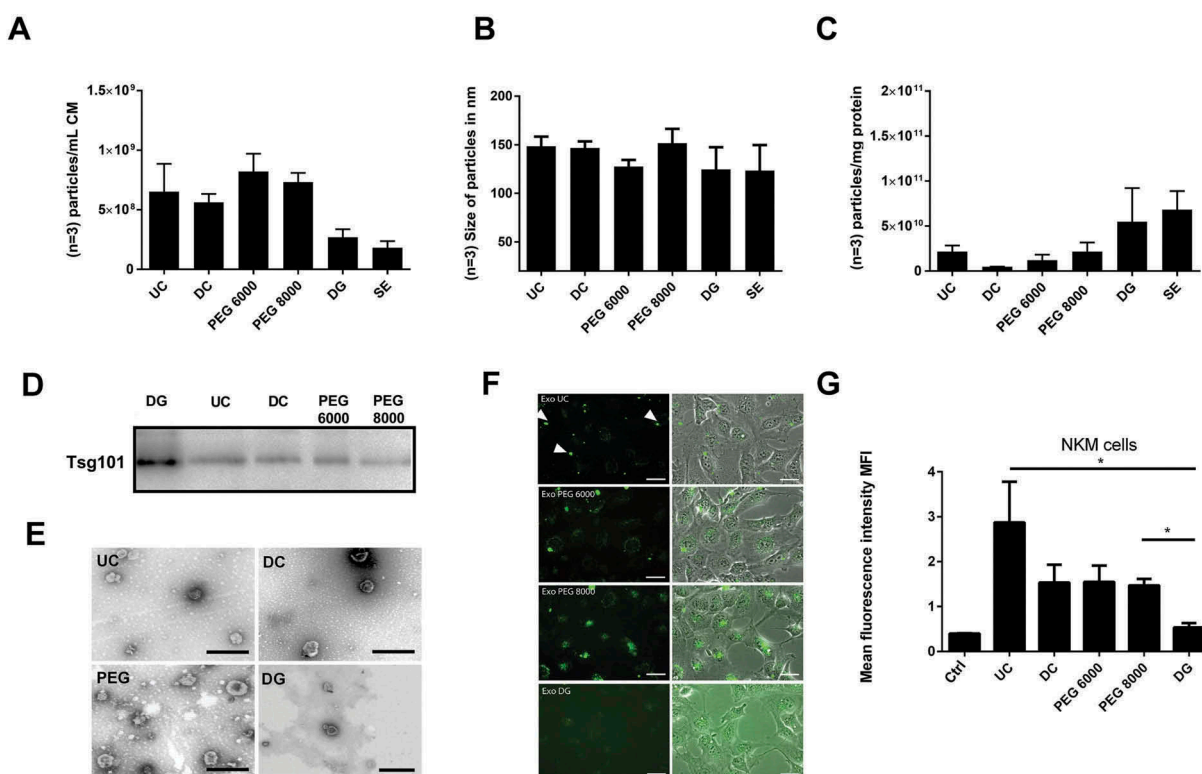 A
(n=3) particles/mL CM
1.5×10⁹
1×10⁹
5×10⁸
0
UC
DC
PEG 6000
PEG 8000
DG
SE
B
(n=3) Size of particles in nm
200
150
100
50
UC
DC
PEG 6000
PEG 8000
DG
SE
C
(n=3) particles/mg protein
2×10¹¹
2×10¹¹
1×10¹¹
5×10¹⁰
0
UC
DC
PEG 6000
PEG 8000
DG
SE
D
DG UC DC PEG PEG
6000 8000
Tsg101
E
UC
DC
PEG
DG
F
Exo UC
Exo PEG 6000
Exo PEG 8000
Exo DG
G
NKM cells
Mean fluorescence intensity MFI
*
*
4
3
2
1
0
Ctrl
UC
DC
PEG 6000
PEG 8000
DG